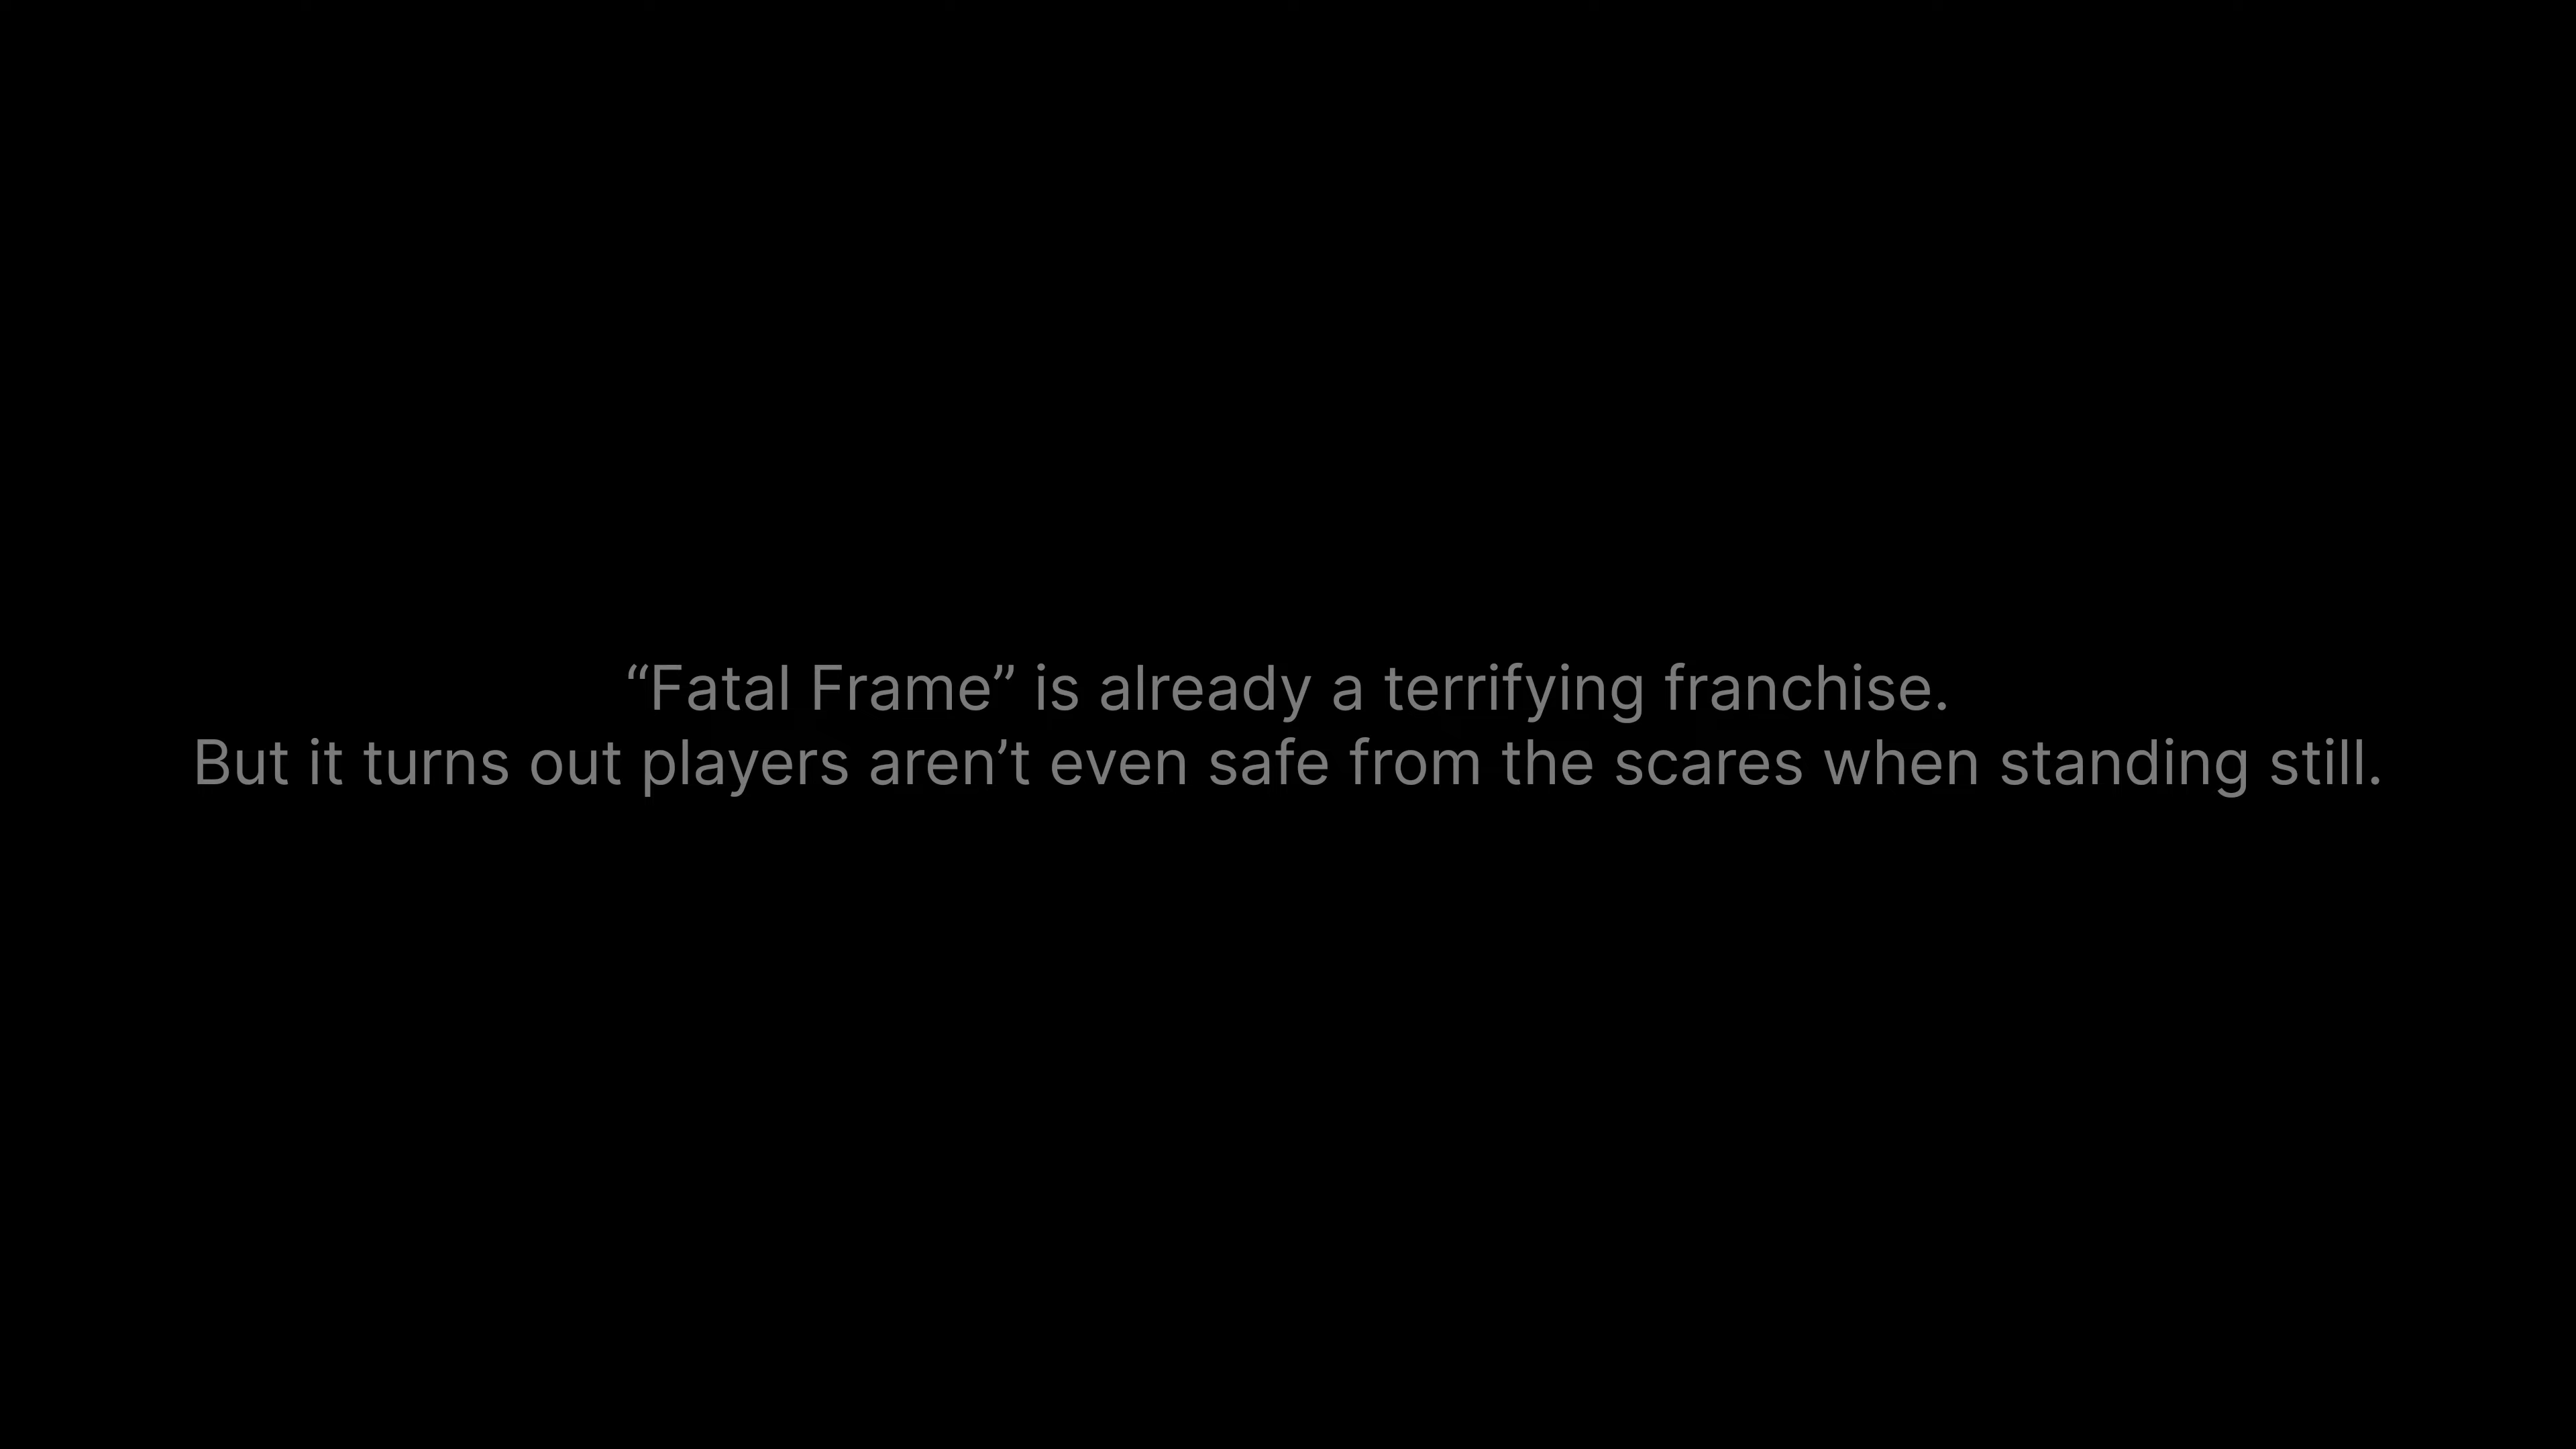 “Fatal Frame” is already a terrifying franchise.
But it turns out players aren’t even safe from the scares when standing still.